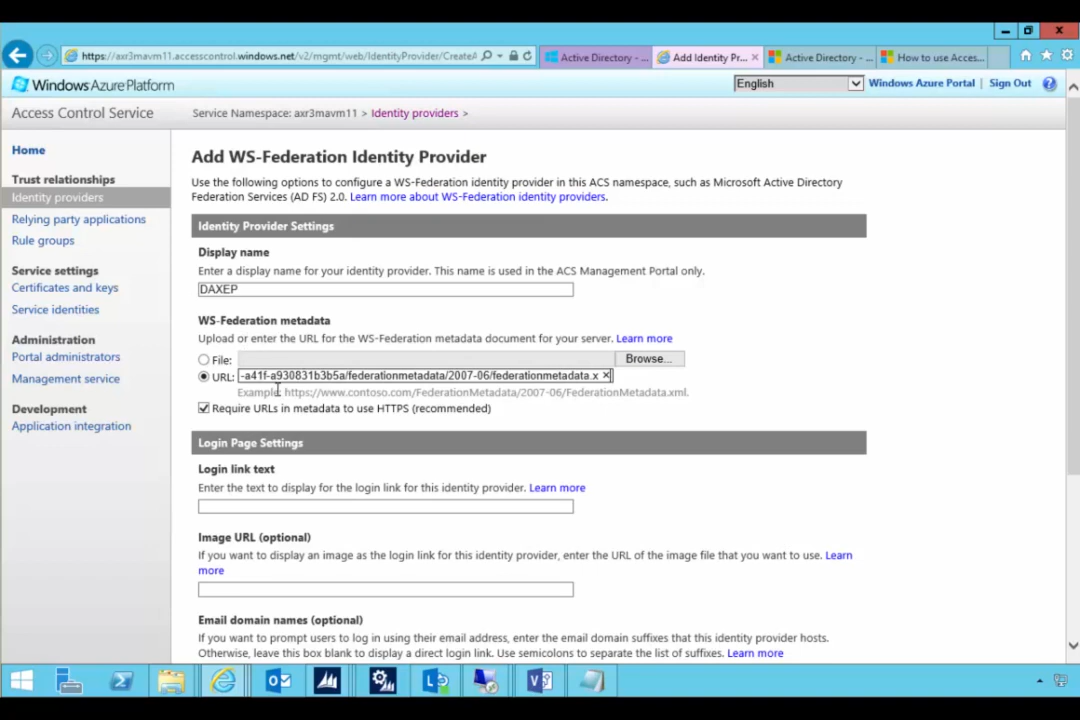 https://axr3mavm11.accesscontrol.windows.net/v2/mgmt/web/IdentityProvider/CreateA
Active Directory - ...
Add Identity Pr...
Active Directory - ...
How to use Acces...
Windows Azure Platform
English
Windows Azure Portal | Sign Out
Access Control Service
Service Namespace: axr3mavm11 > Identity providers >
Home
Trust relationships
Identity providers
Relying party applications
Rule groups
Service settings
Certificates and keys
Service identities
Administration
Portal administrators
Management service
Development
Application integration
Add WS-Federation Identity Provider
Use the following options to configure a WS-Federation identity provider in this ACS namespace, such as Microsoft Active Directory
Federation Services (AD FS) 2.0. Learn more about WS-Federation identity providers.
Identity Provider Settings
Display name
Enter a display name for your identity provider. This name is used in the ACS Management Portal only.
DAXEP
WS-Federation metadata
Upload or enter the URL for the WS-Federation metadata document for your server. Learn more
File:
Browse...
URL: -a41f-a930831b3b5a/federationmetadata/2007-06/federationmetadata.x
Example: https://www.contoso.com/FederationMetadata/2007-06/FederationMetadata.xml.
Require URLs in metadata to use HTTPS (recommended)
Login Page Settings
Login link text
Enter the text to display for the login link for this identity provider. Learn more
Image URL (optional)
If you want to display an image as the login link for this identity provider, enter the URL of the image file that you want to use. Learn
more
Email domain names (optional)
If you want to prompt users to log in using their email address, enter the email domain suffixes that this identity provider hosts.
Otherwise, leave this box blank to display a direct login link. Use semicolons to separate the list of suffixes. Learn more